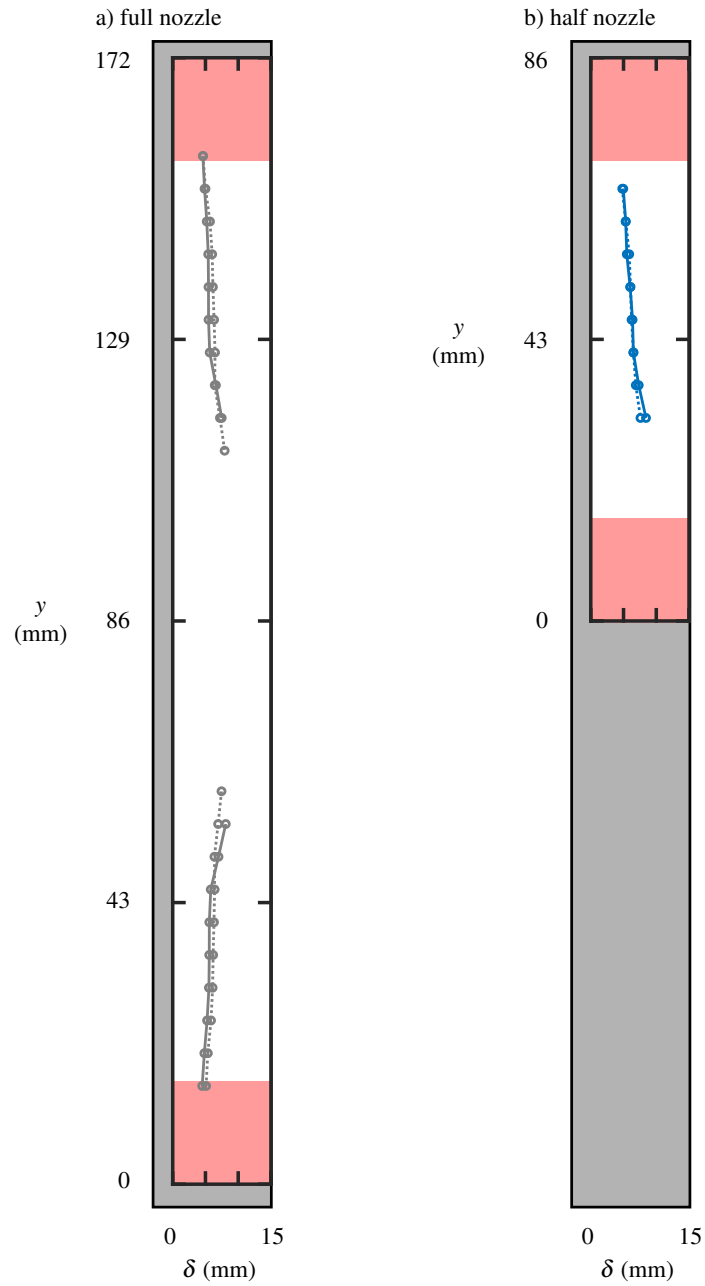 a) full nozzle
172
129
y
(mm)
86
43
0
0 15
δ (mm)
b) half nozzle
86
y
(mm)
43
0
0 15
δ (mm)